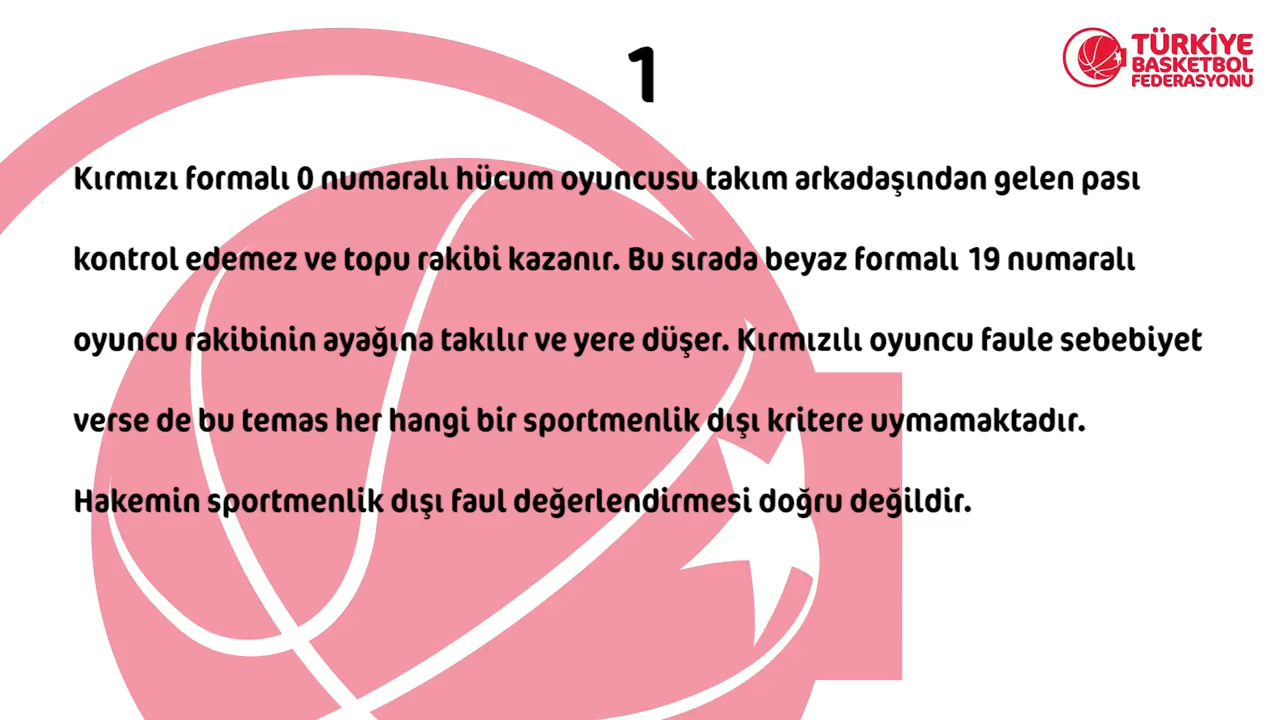 1
TÜRKİYE
BASKETBOL
FEDERASYONU
Kırmızı formalı 0 numaralı hücum oyuncusu takım arkadaşından gelen pası
kontrol edemez ve topu rakibi kazanır. Bu sırada beyaz formalı 19 numaralı
oyuncu rakibinin ayağına takılır ve yere düşer. Kırmızılı oyuncu faule sebebiyet
verse de bu temas her hangi bir sportmenlik dışı kritere uymamaktadır.
Hakemin sportmenlik dışı faul değerlendirmesi doğru değildir.